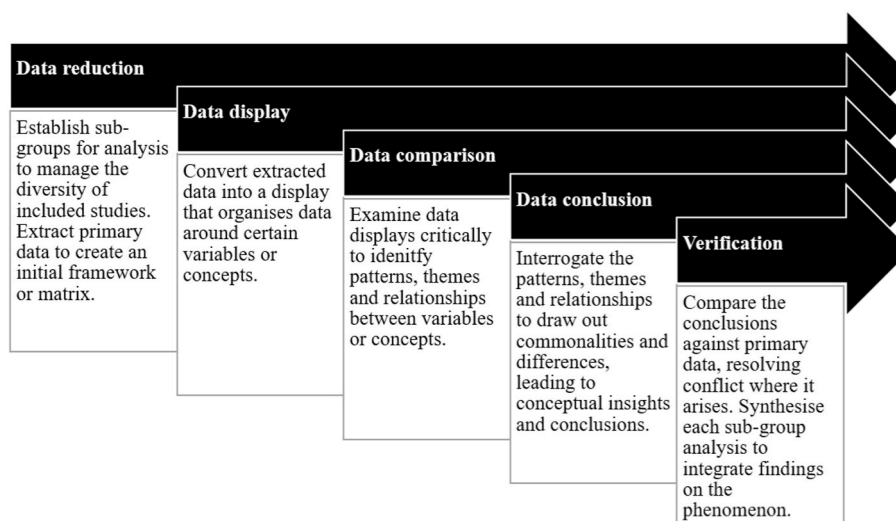 Data reduction
Establish sub-
groups for analysis
to manage the
diversity of
included studies.
Extract primary
data to create an
initial framework
or matrix.
Data display
Convert extracted
data into a display
that organises data
around certain
variables or
concepts.
Data comparison
Examine data
displays critically
to idenitfy
patterns, themes
and relationships
between variables
or concepts.
Data conclusion
Interrogate the
patterns, themes
and relationships
to draw out
commonalities and
differences,
leading to
conceptual insights
and conclusions.
Verification
Compare the
conclusions
against primary
data, resolving
conflict where it
arises. Synthesise
each sub-group
analysis to
integrate findings
on the
phenomenon.